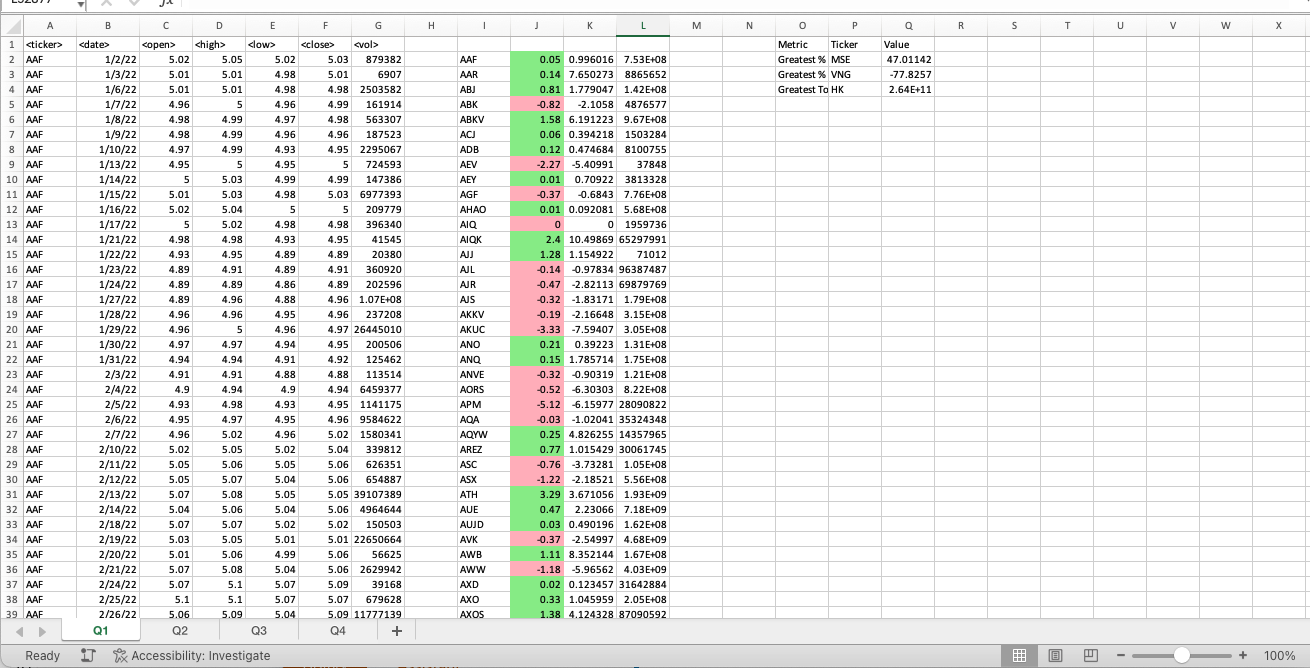 A B C D E F G H I J K L M N O P Q R S T U V W X
1 <ticker> <date> <open> <high> <low> <close> <vol> Metric Ticker Value
2 AAF 1/2/22 5.02 5.05 5.02 5.03 879382 AAF 0.05 0.996016 7.53E+08 Greatest % MSE 47.01142
3 AAF 1/3/22 5.01 5.01 4.98 5.01 6907 AAR 0.14 7.650273 8865652 Greatest % VNG -77.8257
4 AAF 1/6/22 5.01 5.01 4.98 4.98 2503582 ABJ 0.81 1.779047 1.42E+08 Greatest To HK 2.64E+11
5 AAF 1/7/22 4.96 5 4.96 4.99 161914 ABK -0.82 -2.1058 4876577
6 AAF 1/8/22 4.98 4.99 4.97 4.98 563307 ABKV 1.58 6.191223 9.67E+08
7 AAF 1/9/22 4.98 4.99 4.96 4.96 187523 ACJ 0.06 0.394218 1503284
8 AAF 1/10/22 4.97 4.99 4.93 4.95 2295067 ADB 0.12 0.474684 8100755
9 AAF 1/13/22 4.95 5 4.95 5 724593 AEV -2.27 -5.40991 37848
10 AAF 1/14/22 5 5.03 4.99 4.99 147386 AEY 0.01 0.70922 3813328
11 AAF 1/15/22 5.01 5.03 4.98 5.03 6977393 AGF -0.37 -0.6843 7.76E+08
12 AAF 1/16/22 5.02 5.04 5 5 209779 AHAO 0.01 0.092081 5.68E+08
13 AAF 1/17/22 5 5.02 4.98 4.98 396340 AIQ 0 0 1959736
14 AAF 1/21/22 4.98 4.98 4.93 4.95 41545 AIQK 2.4 10.49869 65297991
15 AAF 1/22/22 4.93 4.95 4.89 4.89 20380 AJJ 1.28 1.154922 71012
16 AAF 1/23/22 4.89 4.91 4.89 4.91 360920 AJL -0.14 -0.97834 96387487
17 AAF 1/24/22 4.89 4.89 4.86 4.89 202596 AJR -0.47 -2.82113 69879769
18 AAF 1/27/22 4.89 4.96 4.88 4.96 1.07E+08 AJS -0.32 -1.83171 1.79E+08
19 AAF 1/28/22 4.96 4.96 4.95 4.96 237208 AKKV -0.19 -2.16648 3.15E+08
20 AAF 1/29/22 4.96 5 4.96 4.97 26445010 AKUC -3.33 -7.59407 3.05E+08
21 AAF 1/30/22 4.97 4.97 4.94 4.95 200506 ANO 0.21 0.39223 1.31E+08
22 AAF 1/31/22 4.94 4.94 4.91 4.92 125462 ANQ 0.15 1.785714 1.75E+08
23 AAF 2/3/22 4.91 4.91 4.88 4.88 113514 ANVE -0.32 -0.90319 1.21E+08
24 AAF 2/4/22 4.9 4.94 4.9 4.94 6459377 AORS -0.52 -6.30303 8.22E+08
25 AAF 2/5/22 4.93 4.98 4.93 4.95 1141175 APM -5.12 -6.15977 28090822
26 AAF 2/6/22 4.95 4.97 4.95 4.96 9584622 AQA -0.03 -1.02041 35324348
27 AAF 2/7/22 4.96 5.02 4.96 5.02 1580341 AQYW 0.25 4.826255 14357965
28 AAF 2/10/22 5.02 5.05 5.02 5.04 339812 AREZ 0.77 1.015429 30061745
29 AAF 2/11/22 5.05 5.06 5.05 5.06 626351 ASC -0.76 -3.73281 1.05E+08
30 AAF 2/12/22 5.05 5.07 5.04 5.06 654887 ASX -1.22 -2.18521 5.56E+08
31 AAF 2/13/22 5.07 5.08 5.05 5.05 39107389 ATH 3.29 3.671056 1.93E+09
32 AAF 2/14/22 5.04 5.06 5.04 5.06 4964644 AUE 0.47 2.23066 7.18E+09
33 AAF 2/18/22 5.07 5.07 5.02 5.02 150503 AUJD 0.03 0.490196 1.62E+08
34 AAF 2/19/22 5.03 5.05 5.01 5.01 22650664 AVK -0.37 -2.54997 4.68E+09
35 AAF 2/20/22 5.01 5.06 4.99 5.06 56625 AWB 1.11 8.352144 1.67E+08
36 AAF 2/21/22 5.07 5.08 5.04 5.06 2629942 AWW -1.18 -5.96562 4.03E+09
37 AAF 2/24/22 5.07 5.1 5.07 5.09 39168 AXD 0.02 0.123457 31642884
38 AAF 2/25/22 5.1 5.1 5.07 5.07 679628 AXO 0.33 1.045959 2.05E+08
39 AAF 2/26/22 5.06 5.09 5.04 5.09 11777139 AXOS 1.38 4.124328 87090592
Q1 Q2 Q3 Q4 +
Ready Accessibility: Investigate 100%